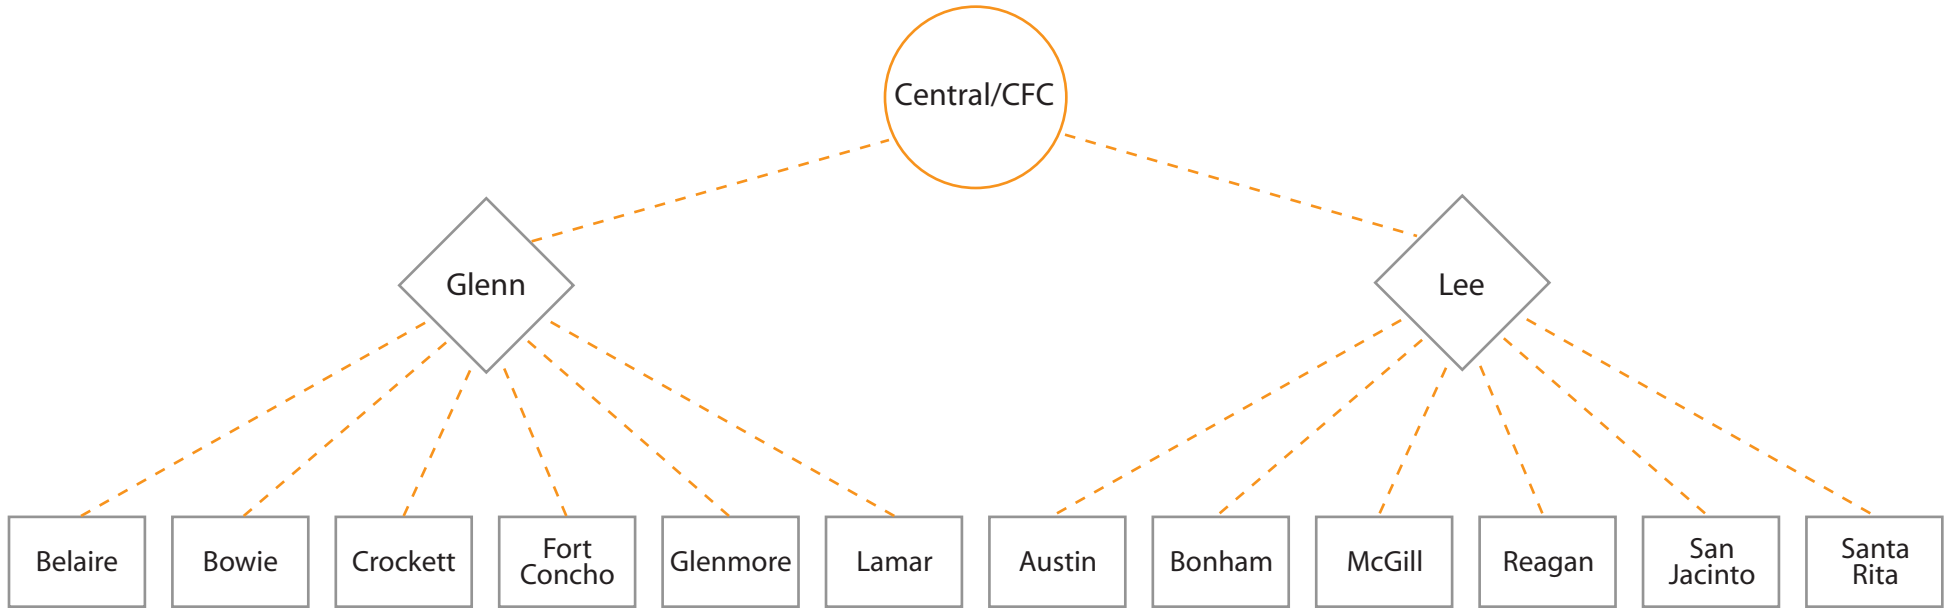 Central/CFC
Glenn
Lee
Belaire
Bowie
Crockett
Fort
Concho
Glenmore
Lamar
Austin
Bonham
McGill
Reagan
San
Jacinto
Santa
Rita